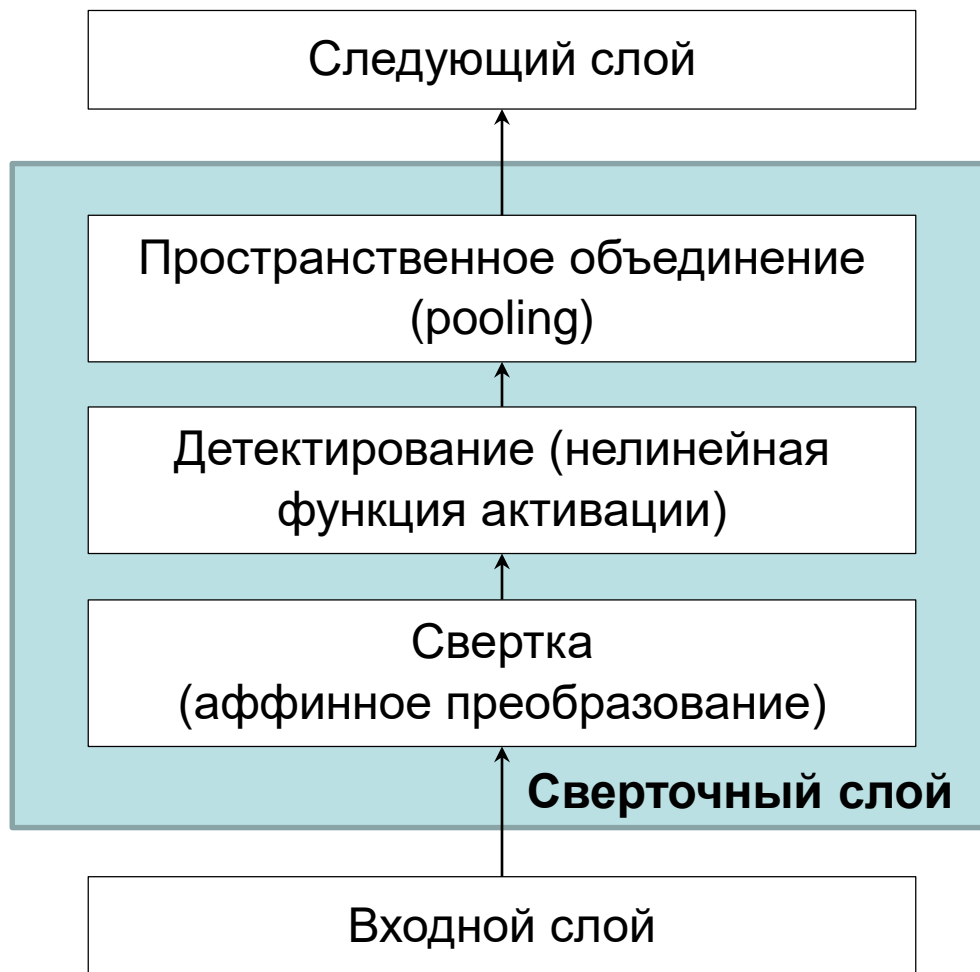 Следующий слой
Пространственное объединение
(pooling)
Детектирование (нелинейная
функция активации)
Свертка
(аффинное преобразование)
Сверточный слой
Входной слой